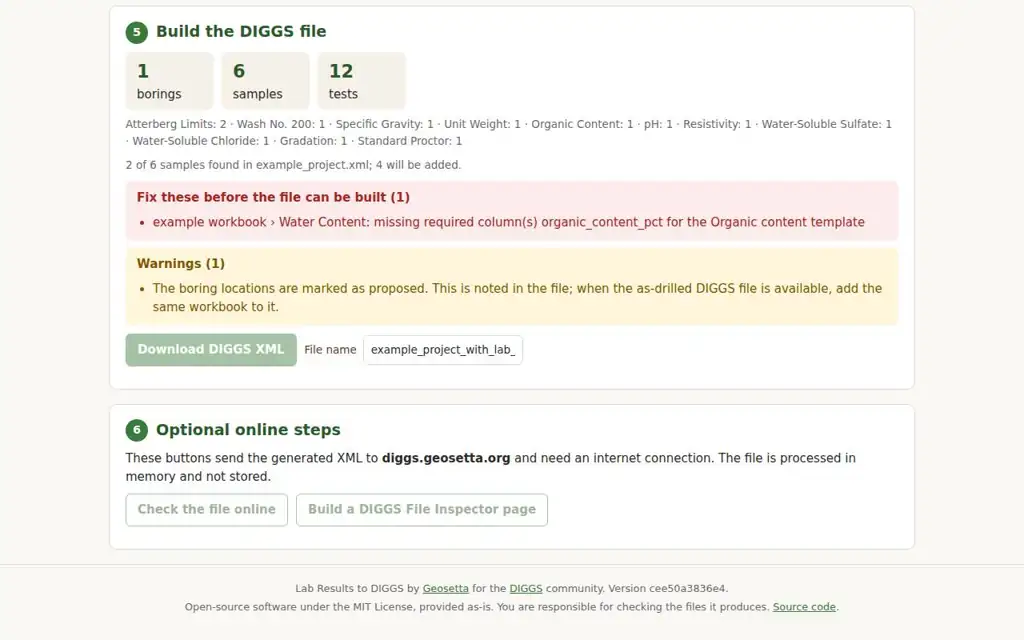 5 Build the DIGGS file
1 6 12
borings samples tests
Atterberg Limits: 2 · Wash No. 200: 1 · Specific Gravity: 1 · Unit Weight: 1 · Organic Content: 1 · pH: 1 · Resistivity: 1 · Water-Soluble Sulfate: 1
· Water-Soluble Chloride: 1 · Gradation: 1 · Standard Proctor: 1
2 of 6 samples found in example_project.xml; 4 will be added.
Fix these before the file can be built (1)
• example workbook › Water Content: missing required column(s) organic_content_pct for the Organic content template
Warnings (1)
• The boring locations are marked as proposed. This is noted in the file; when the as-drilled DIGGS file is available, add the
same workbook to it.
Download DIGGS XML File name example_project_with_lab_
6 Optional online steps
These buttons send the generated XML to diggs.geosetta.org and need an internet connection. The file is processed in
memory and not stored.
Check the file online Build a DIGGS File Inspector page
Lab Results to DIGGS by Geosetta for the DIGGS community. Version cee50a3836e4.
Open-source software under the MIT License, provided as-is. You are responsible for checking the files it produces. Source code.